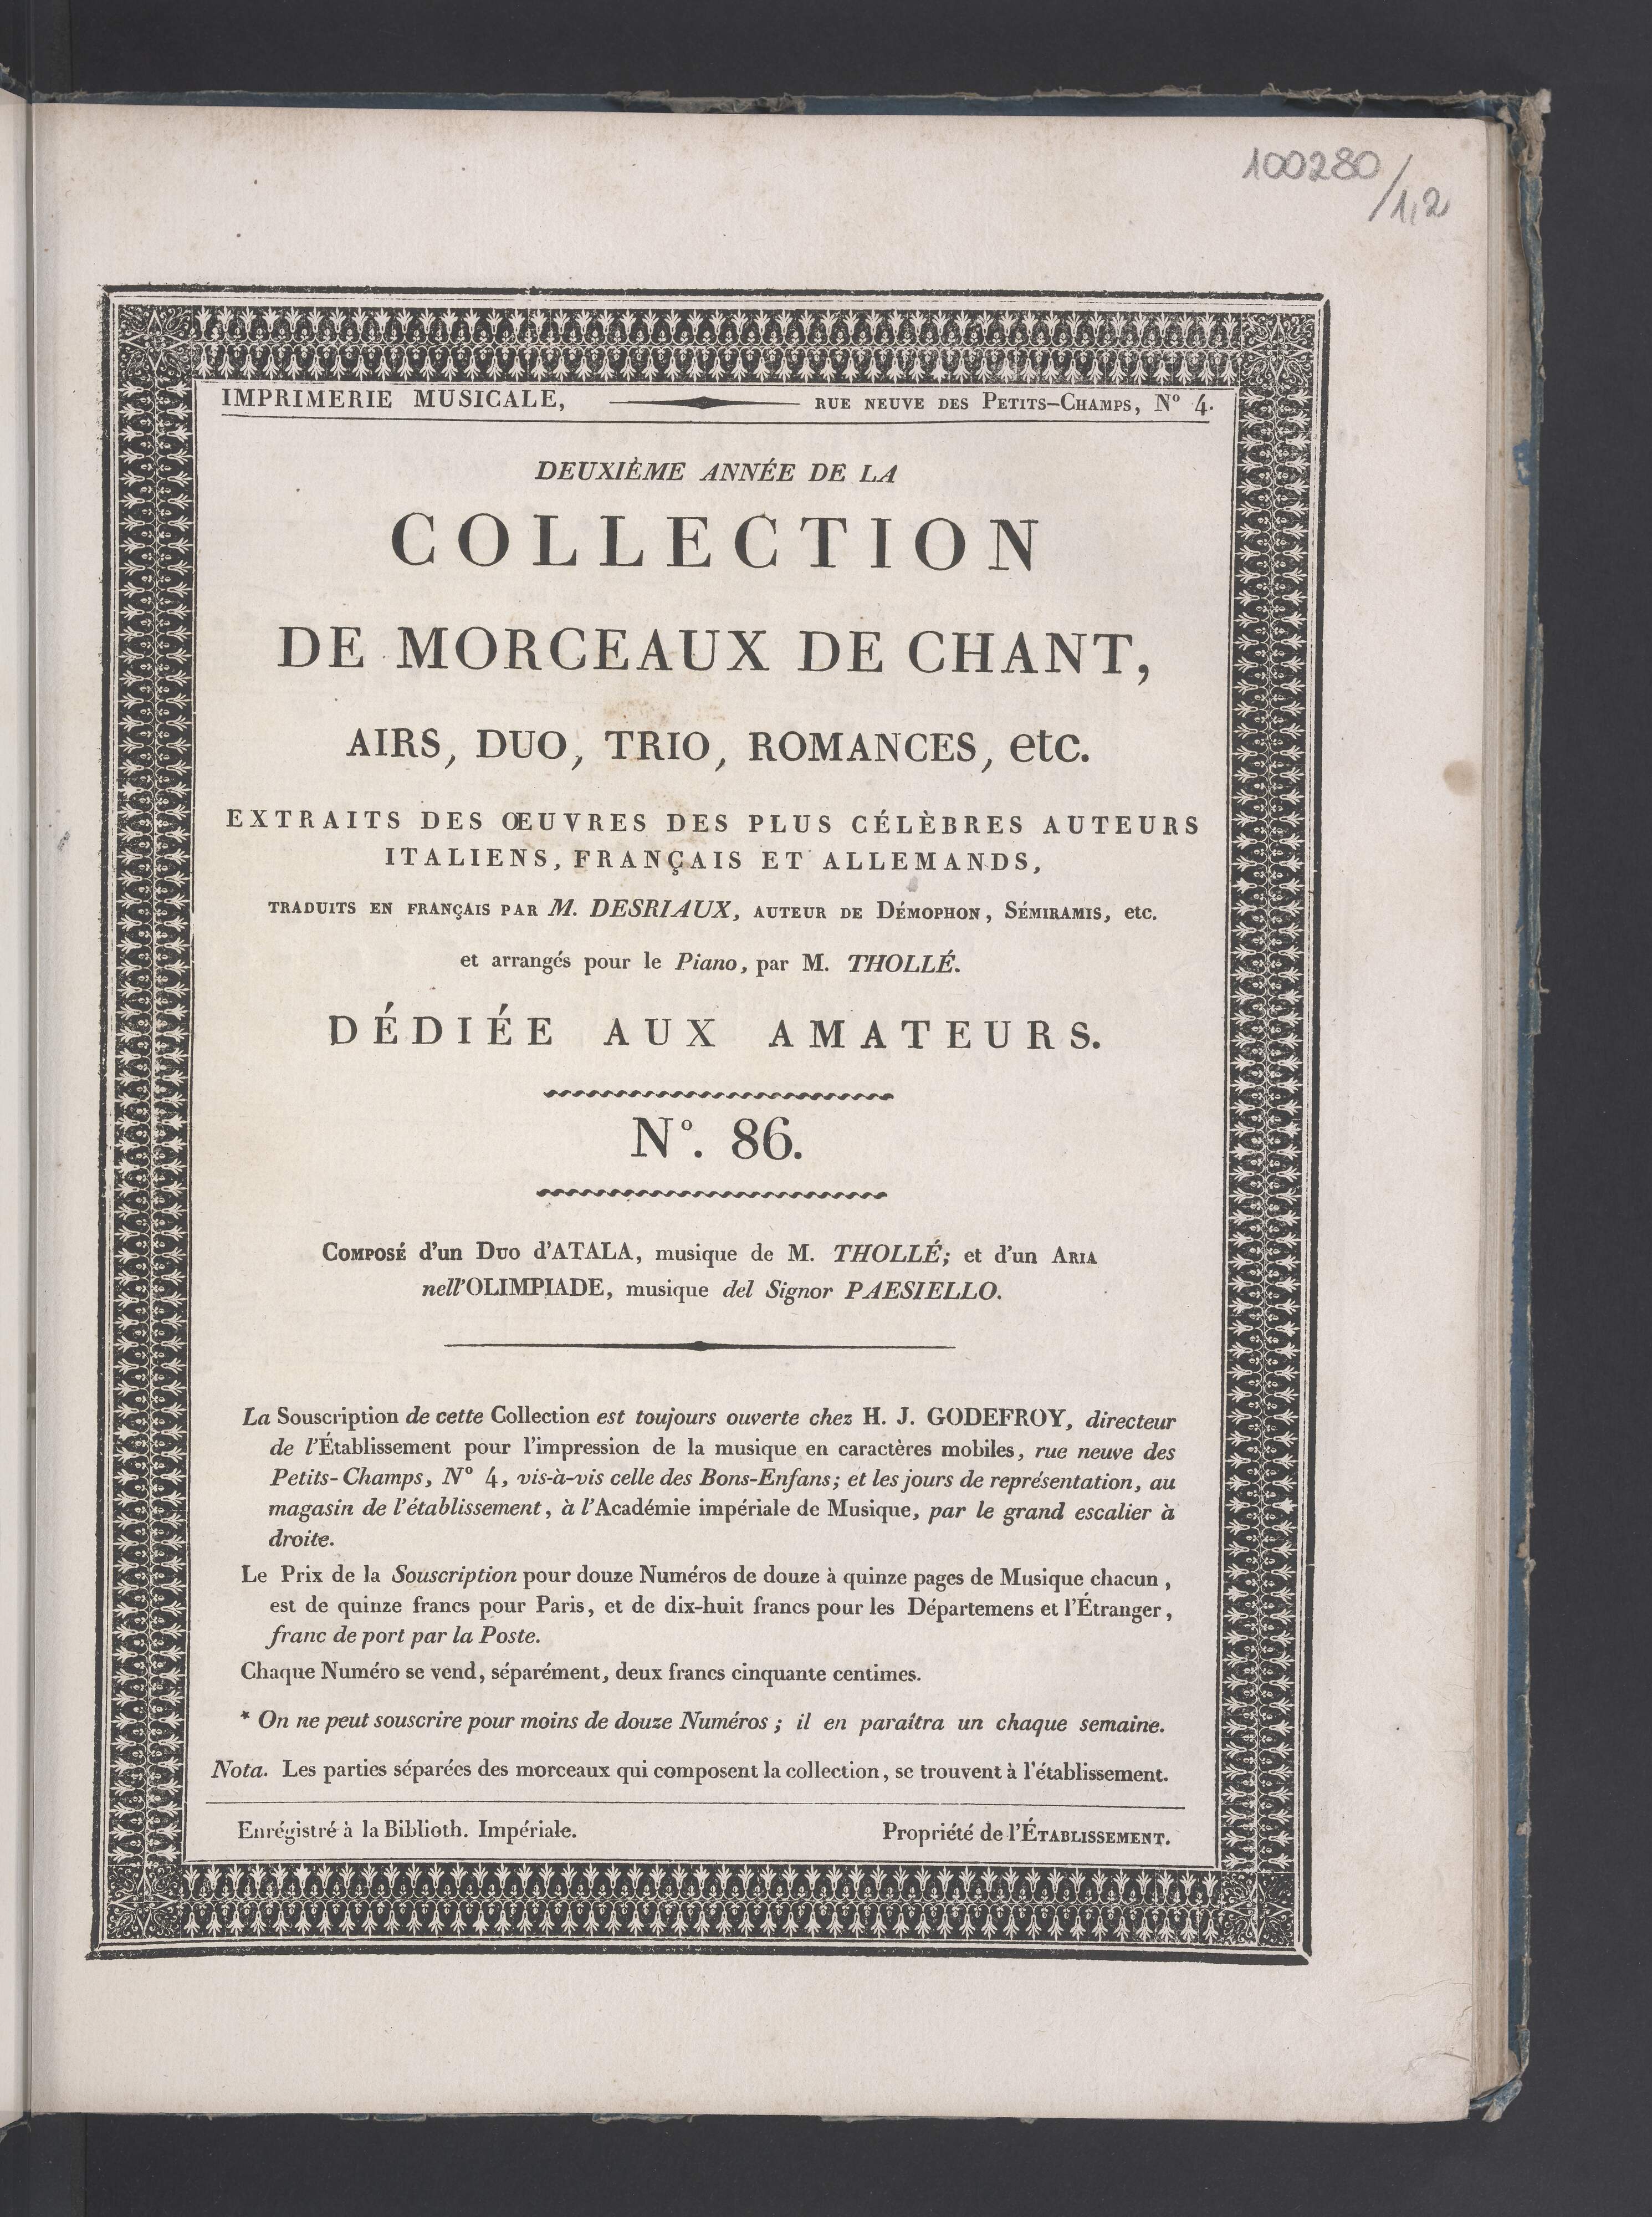 100280/1,2
IMPRIMERIE MUSICALE, RUE NEUVE DES PETITS-CHAMPS, Nº 4.
DEUXIÈME ANNÉE DE LA
COLLECTION
DE MORCEAUX DE CHANT,
AIRS, DUO, TRIO, ROMANCES, etc.
EXTRAITS DES ŒUVRES DES PLUS CÉLÈBRES AUTEURS
ITALIENS, FRANÇAIS ET ALLEMANDS,
TRADUITS EN FRANÇAIS PAR M. DESRIAUX, AUTEUR DE DÉMOPHON, SÉMIRAMIS, etc.
et arrangés pour le Piano, par M. THOLLÉ.
DÉDIÉE AUX AMATEURS.
Nº. 86.
COMPOSÉ d'un DUO d'ATALA, musique de M. THOLLÉ; et d'un ARIA
nell'OLIMPIADE, musique del Signor PAESIELLO.
La Souscription de cette Collection est toujours ouverte chez H. J. GODEFROY, directeur
de l'Établissement pour l'impression de la musique en caractères mobiles, rue neuve des
Petits-Champs, Nº 4, vis-à-vis celle des Bons-Enfans; et les jours de représentation, au
magasin de l'établissement, à l'Académie impériale de Musique, par le grand escalier à
droite.
Le Prix de la Souscription pour douze Numéros de douze à quinze pages de Musique chacun,
est de quinze francs pour Paris, et de dix-huit francs pour les Départemens et l'Étranger,
franc de port par la Poste.
Chaque Numéro se vend, séparément, deux francs cinquante centimes.
* On ne peut souscrire pour moins de douze Numéros; il en paraîtra un chaque semaine.
Nota. Les parties séparées des morceaux qui composent la collection, se trouvent à l'établissement.
Enrégistré à la Biblioth. Impériale. Propriété de l'ÉTABLISSEMENT.